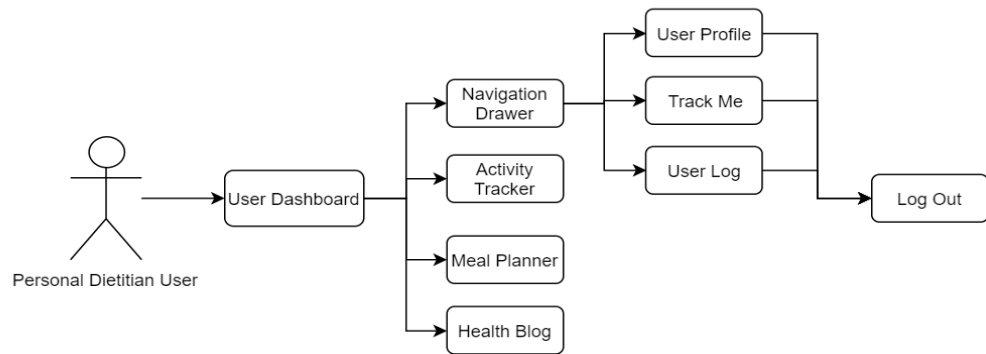 User Profile
Navigation
Drawer
Track Me
Activity
Tracker
User Log
User Dashboard
Log Out
Meal Planner
Personal Dietitian User
Health Blog